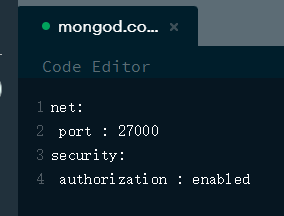 mongod.co...
Code Editor
1 net:
2  port : 27000
3 security:
4  authorization : enabled